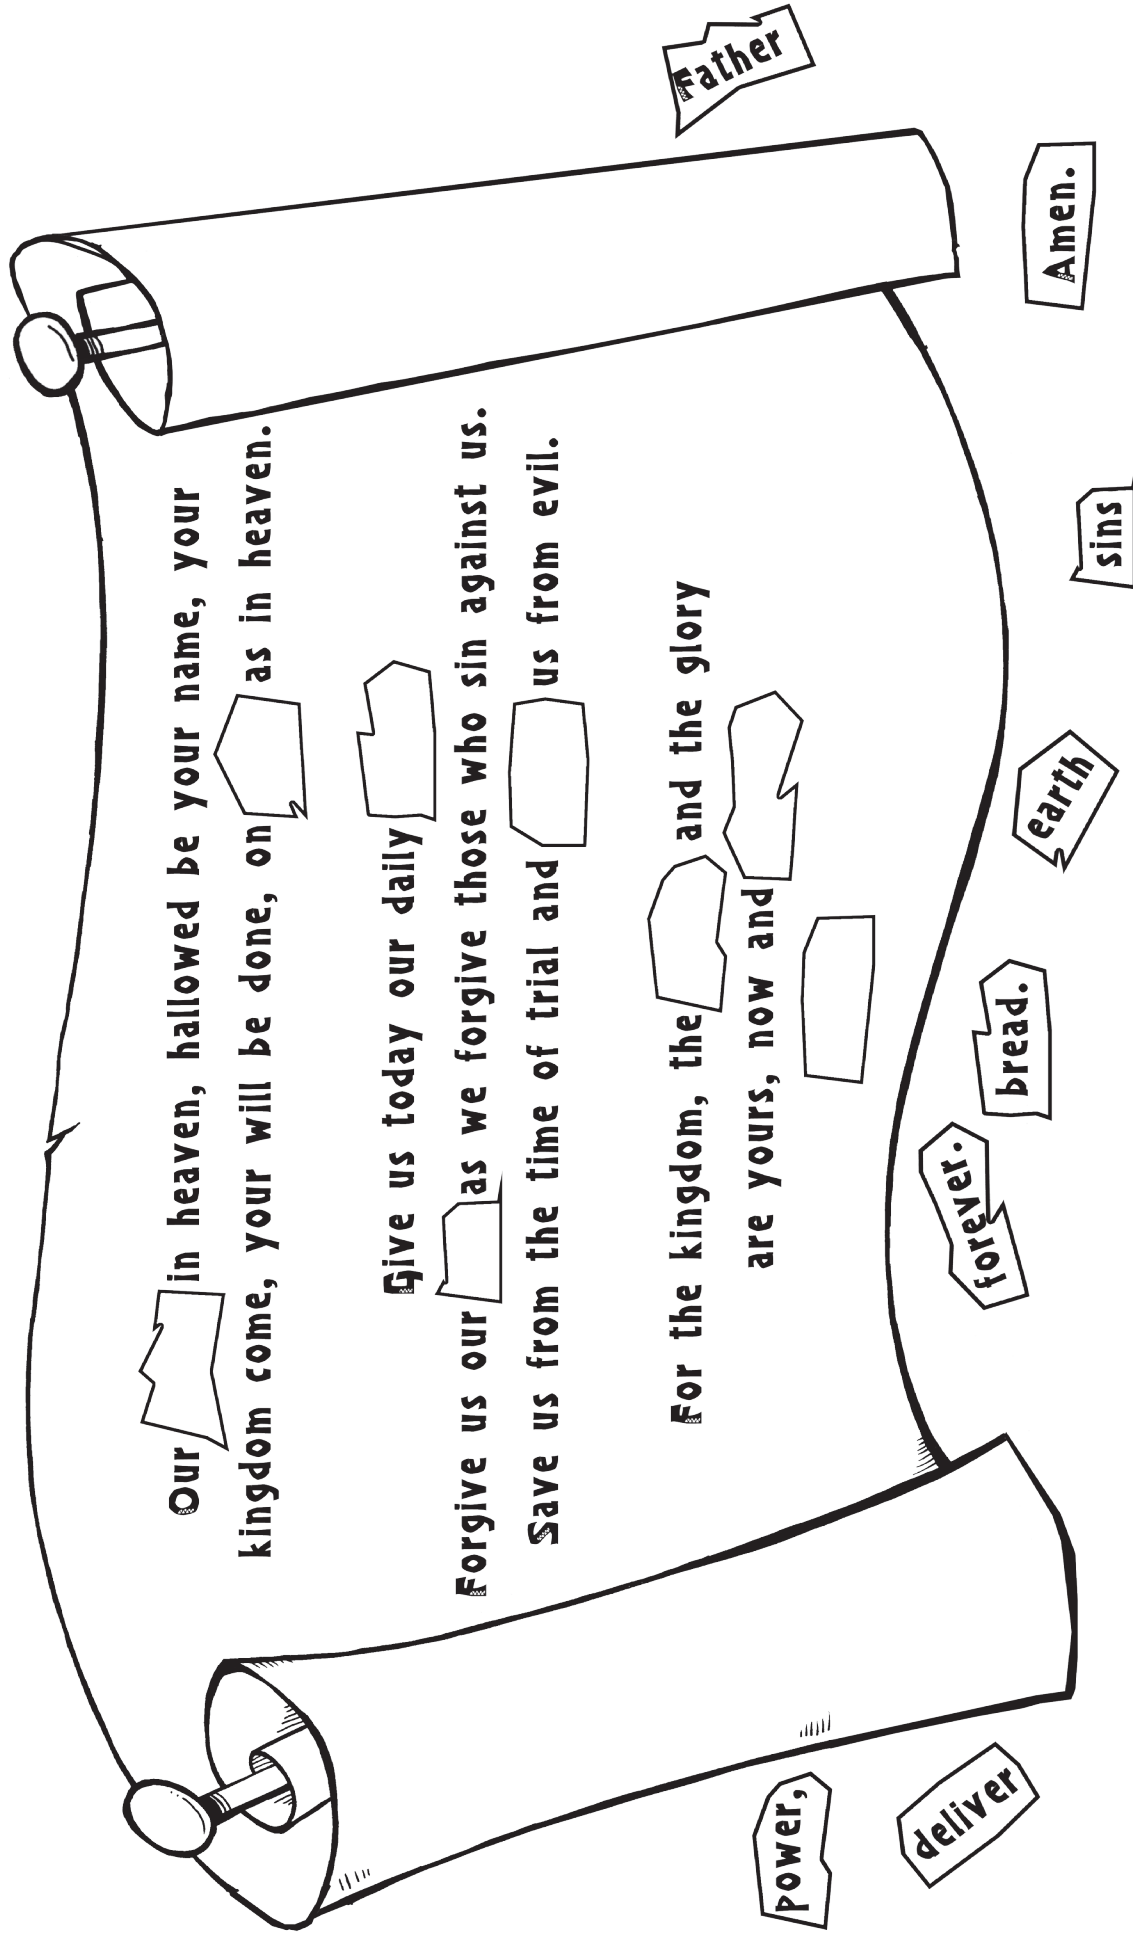 Our in heaven, hallowed be your name, your
kingdom come, your will be done, on as in heaven.
Give us today our daily
Forgive us our as we forgive those who sin against us.
Save us from the time of trial and us from evil.
For the kingdom, the and the glory
are yours, now and
power,
deliver
forever.
bread.
earth
sins
Amen.
Father